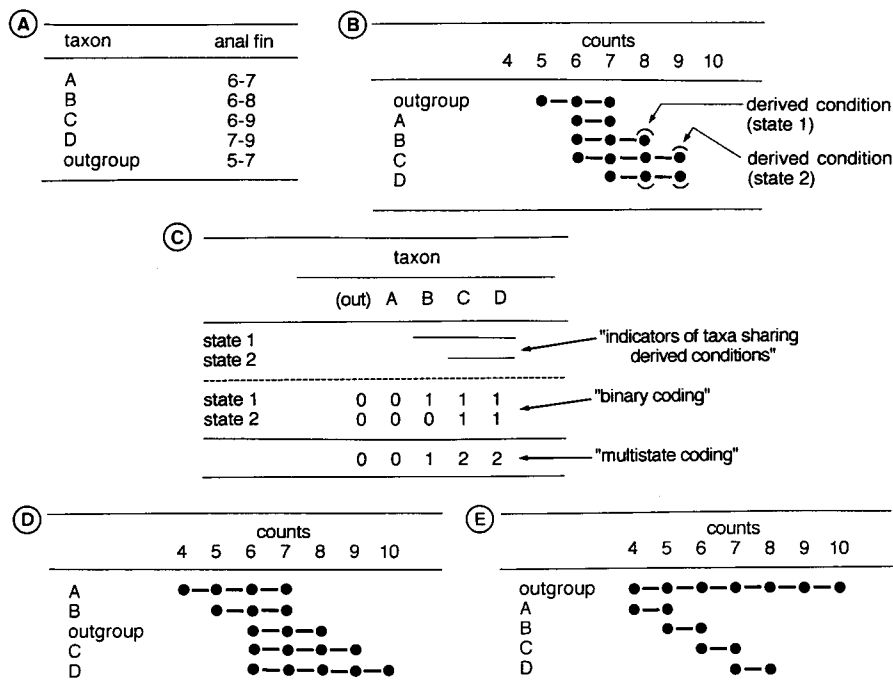 A
taxon anal fin
A 6-7
B 6-8
C 6-9
D 7-9
outgroup 5-7
B
counts
4 5 6 7 8 9 10
outgroup
A
B
C
D
derived condition
(state 1)
derived condition
(state 2)
C
taxon
(out) A B C D
state 1
state 2
"indicators of taxa sharing
derived conditions"
state 1 0 0 1 1 1
state 2 0 0 0 1 1
"binary coding"
0 0 1 2 2
"multistate coding"
D
counts
4 5 6 7 8 9 10
A
B
outgroup
C
D
E
counts
4 5 6 7 8 9 10
outgroup
A
B
C
D